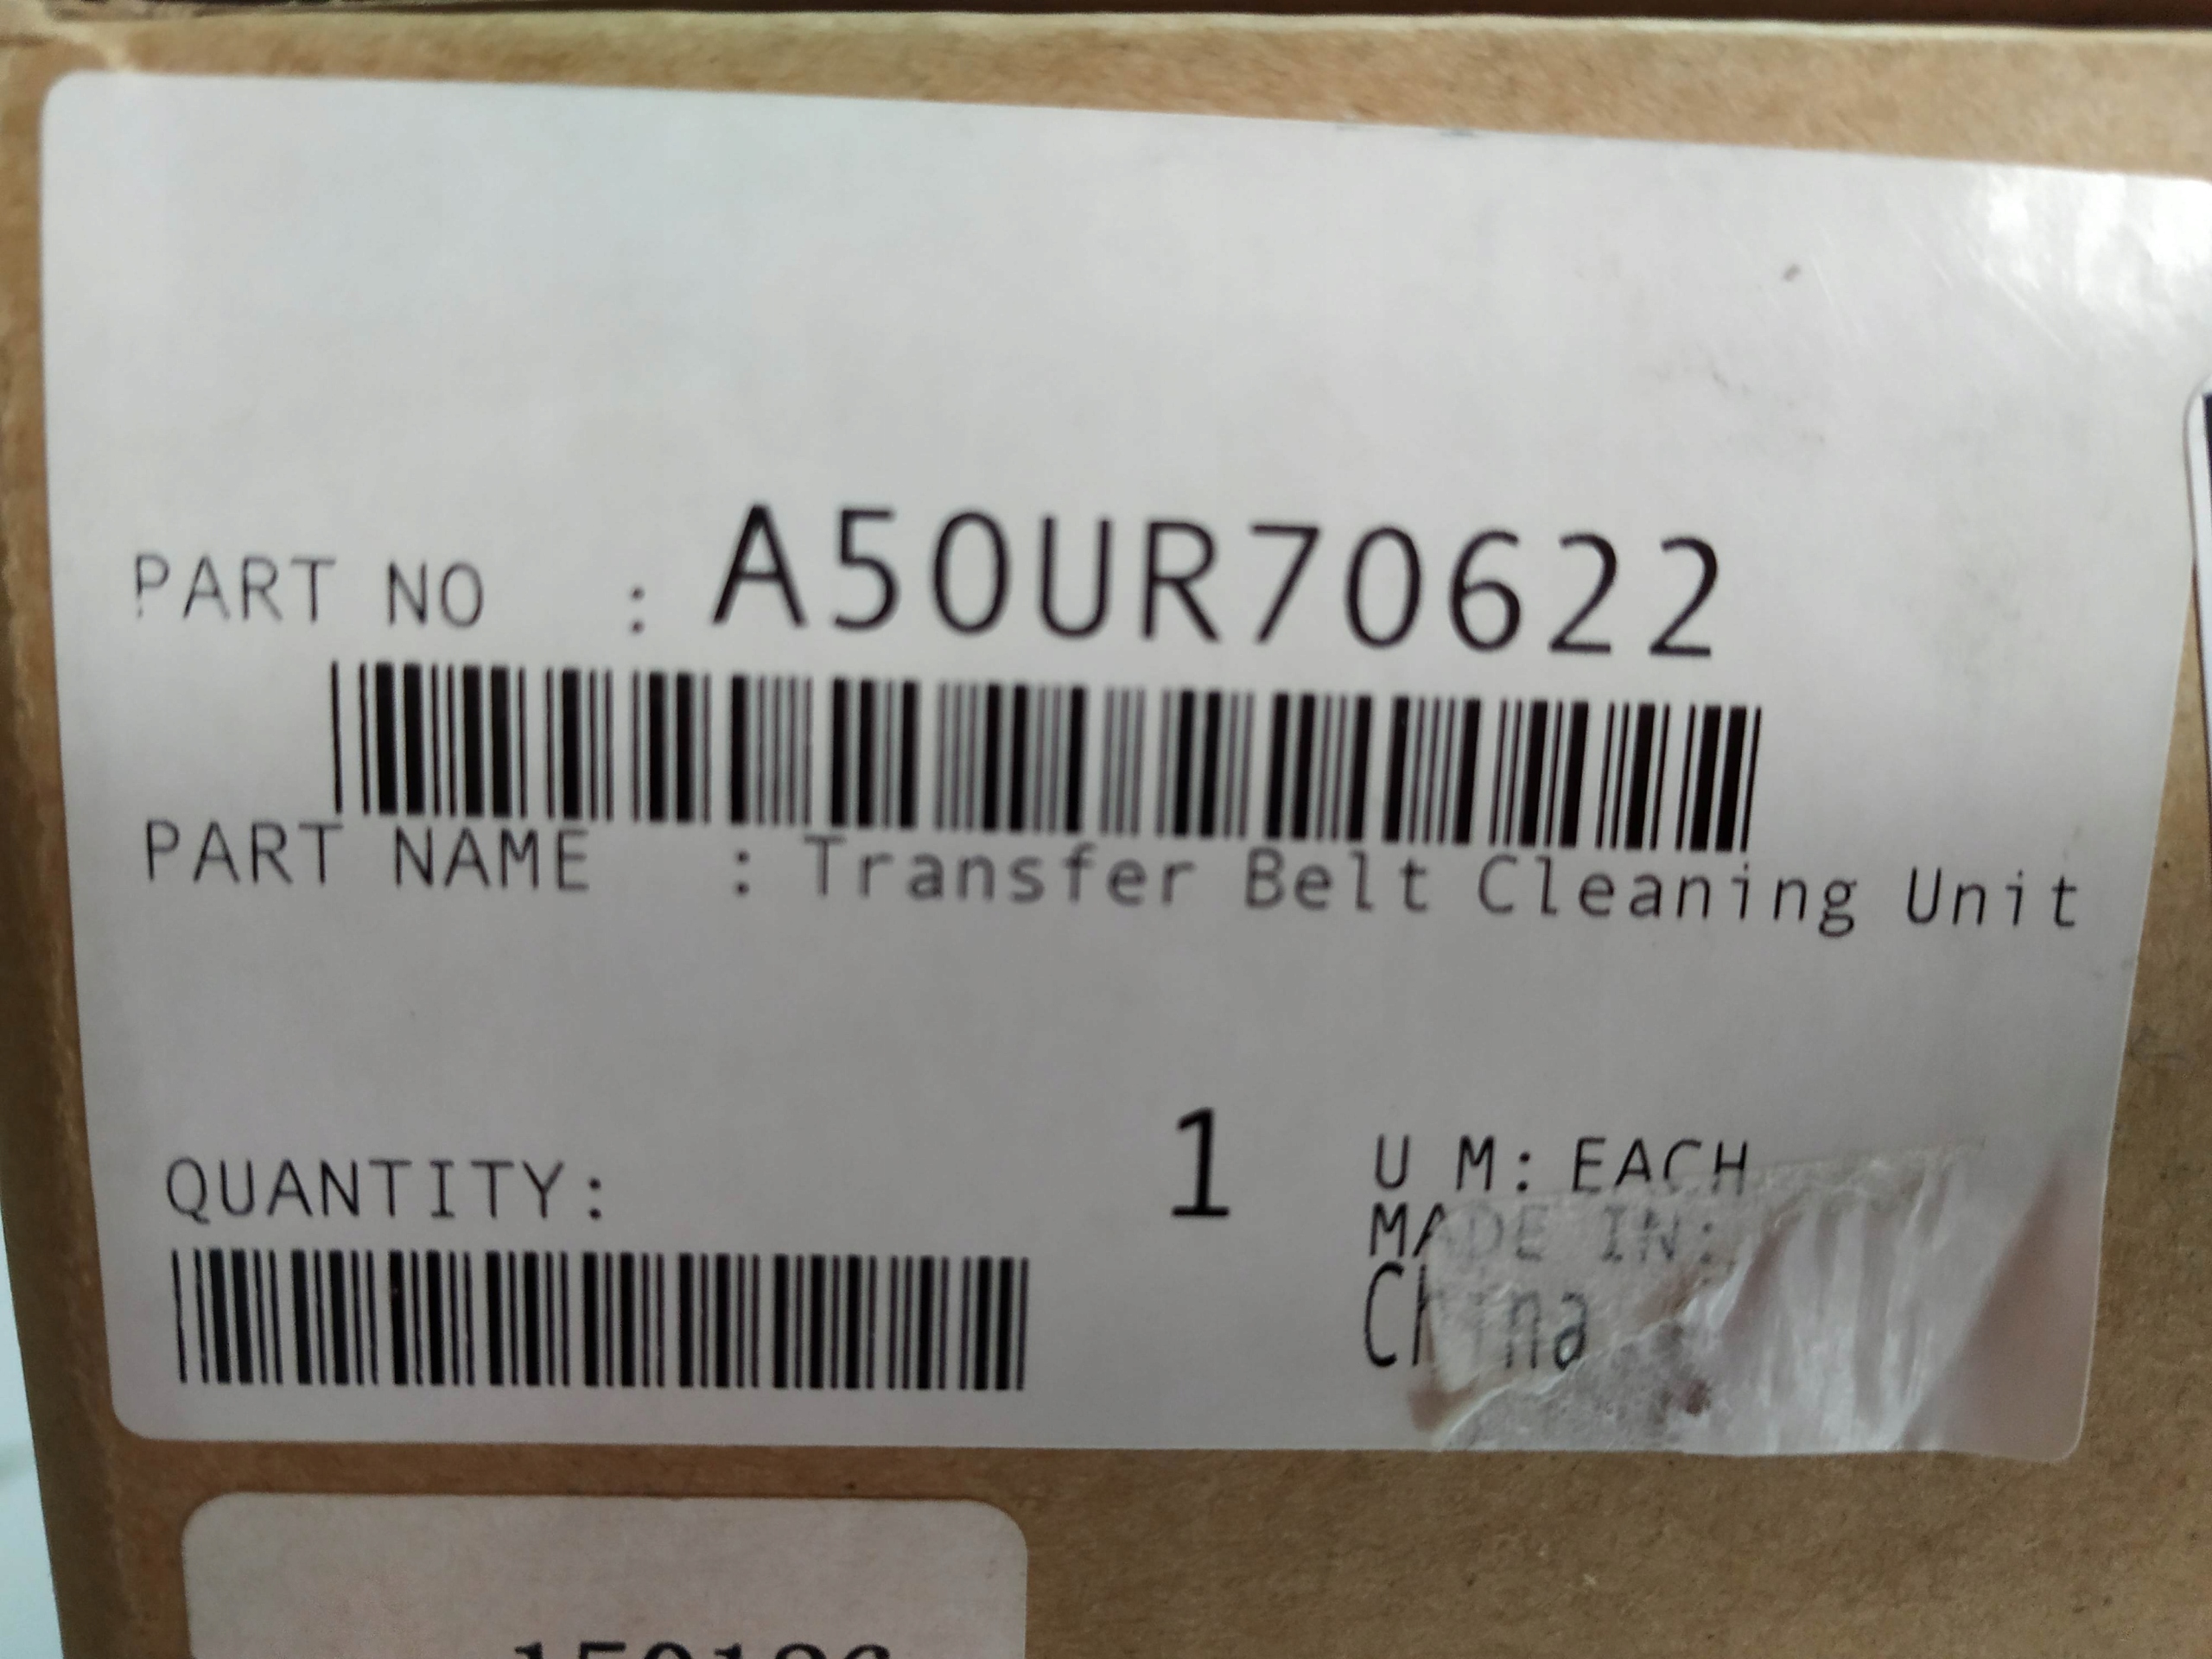 PART NO : A50UR70622
PART NAME : Transfer Belt Cleaning Unit
QUANTITY: 1 U M: EACH
MADE IN:
China